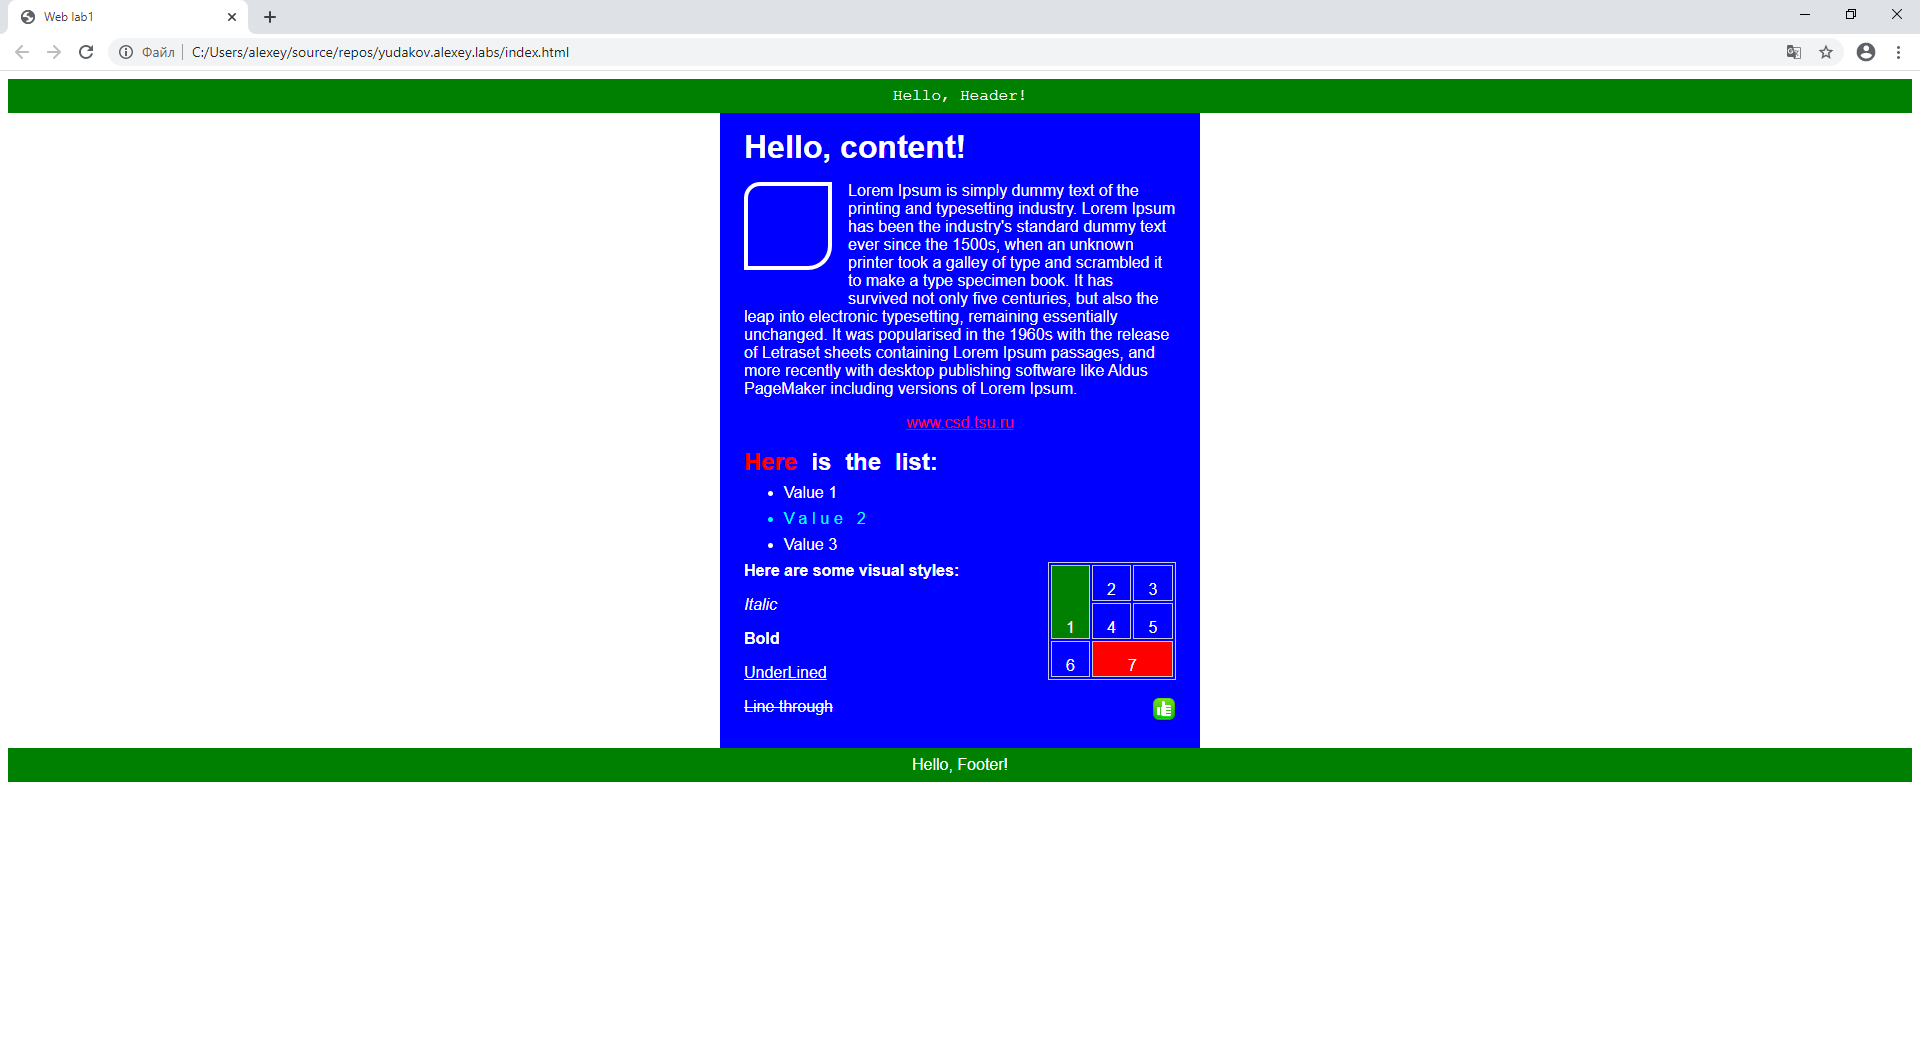 Web lab1
Файл C:/Users/alexey/source/repos/yudakov.alexey.labs/index.html
Hello, Header!
Hello, content!
Lorem Ipsum is simply dummy text of the
printing and typesetting industry. Lorem Ipsum
has been the industry's standard dummy text
ever since the 1500s, when an unknown
printer took a galley of type and scrambled it
to make a type specimen book. It has
survived not only five centuries, but also the
leap into electronic typesetting, remaining essentially
unchanged. It was popularised in the 1960s with the release
of Letraset sheets containing Lorem Ipsum passages, and
more recently with desktop publishing software like Aldus
PageMaker including versions of Lorem Ipsum.
www.csd.tsu.ru
Here is the list:
• Value 1
• Value 2
• Value 3
Here are some visual styles:
Italic
Bold
UnderLined
Line through
2 3
1 4 5
6 7
Hello, Footer!